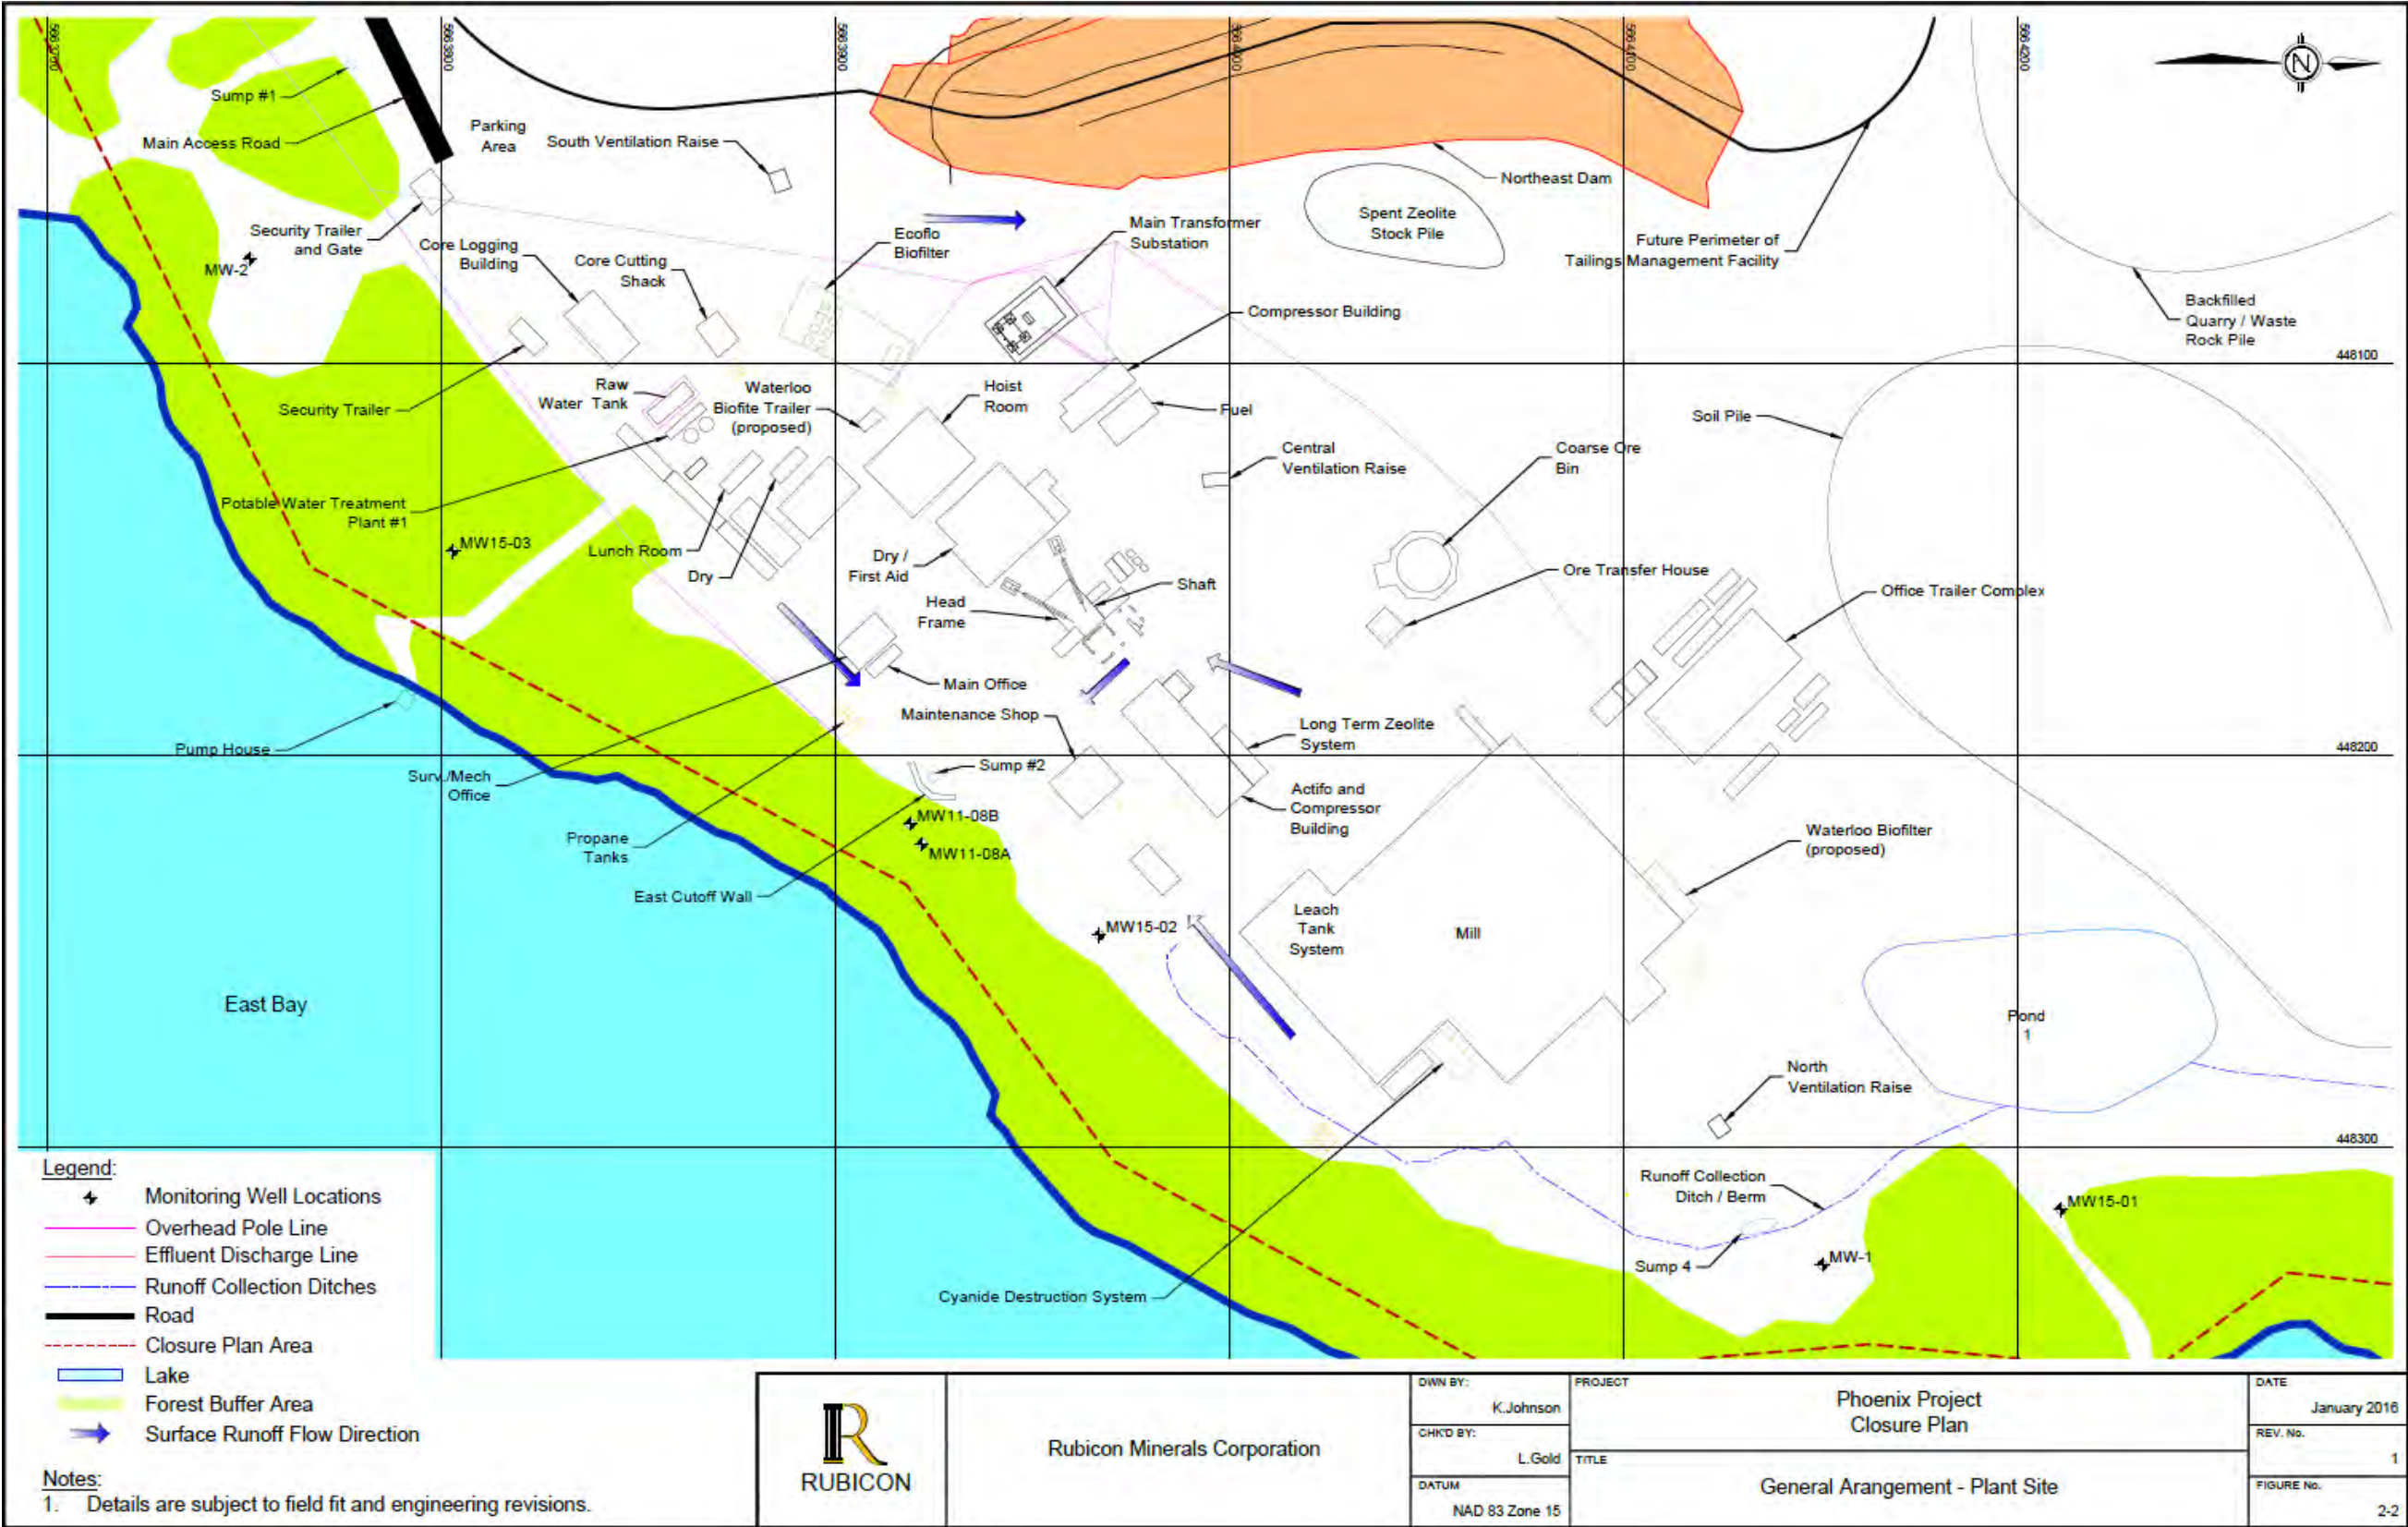 5663700
5663800
5663900
5664000
5664100
5664200
N
Sump #1
Main Access Road
Parking
Area
South Ventilation Raise
Northeast Dam
Spent Zeolite
Stock Pile
Security Trailer
and Gate
MW-2
Core Logging
Building
Core Cutting
Shack
Ecoflo
Biofilter
Main Transformer
Substation
Future Perimeter of
Tailings Management Facility
Backfilled
Quarry / Waste
Rock Pile
Compressor Building
448100
Security Trailer
Raw
Water Tank
Waterloo
Biofite Trailer
(proposed)
Hoist
Room
Fuel
Soil Pile
Central
Ventilation Raise
Coarse Ore
Bin
Potable Water Treatment
Plant #1
MW15-03
Lunch Room
Dry
Dry /
First Aid
Shaft
Head
Frame
Ore Transfer House
Office Trailer Complex
Main Office
Maintenance Shop
Long Term Zeolite
System
Pump House
448200
Surv./Mech
Office
Sump #2
Actifo and
Compressor
Building
MW11-08B
MW11-08A
Propane
Tanks
East Cutoff Wall
Waterloo Biofilter
(proposed)
MW15-02
Leach
Tank
System
Mill
East Bay
Pond
1
North
Ventilation Raise
448300
Runoff Collection
Ditch / Berm
MW15-01
Sump 4
MW-1
Cyanide Destruction System
Legend:
Monitoring Well Locations
Overhead Pole Line
Effluent Discharge Line
Runoff Collection Ditches
Road
Closure Plan Area
Lake
Forest Buffer Area
Surface Runoff Flow Direction
Notes:
1. Details are subject to field fit and engineering revisions.
R
RUBICON
Rubicon Minerals Corporation
DWN BY:
K.Johnson
CHK'D BY:
L.Gold
DATUM
NAD 83 Zone 15
PROJECT
Phoenix Project
Closure Plan
TITLE
General Arangement - Plant Site
DATE
January 2016
REV. No.
1
FIGURE No.
2-2